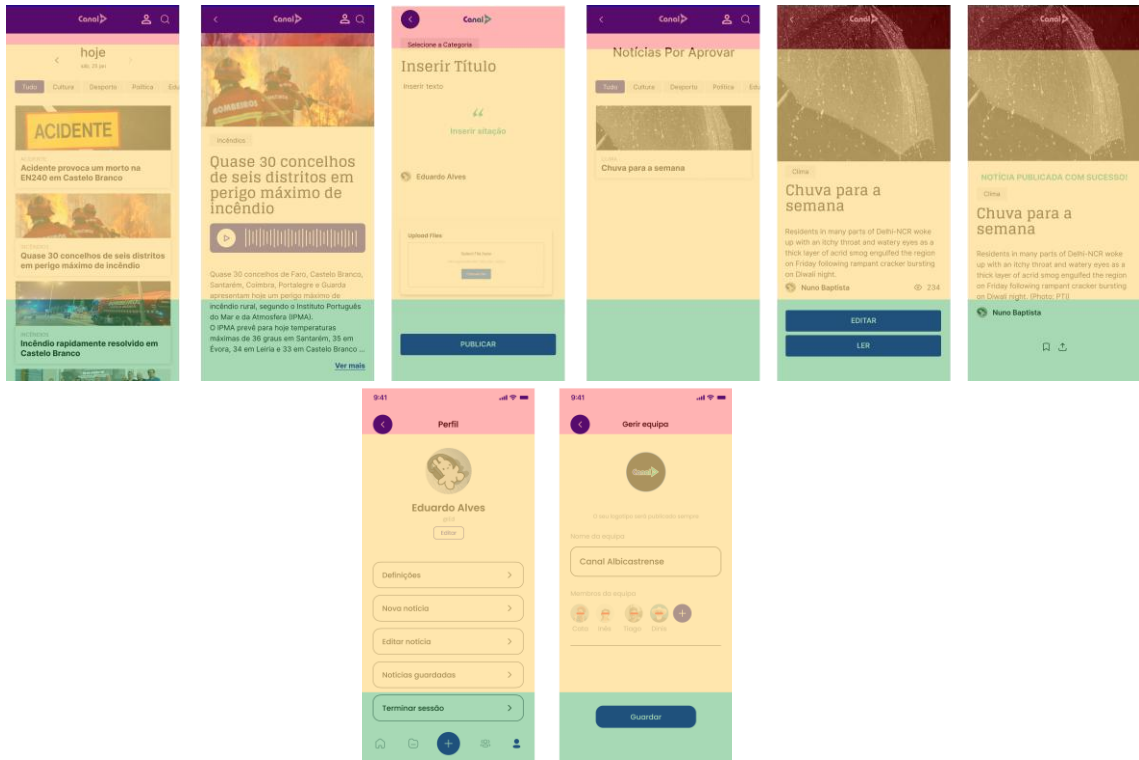 Canal
hoje
sáb, 25 jan
Tudo Cultura Desporto Política Edu
ACIDENTE
ACIDENTE
Acidente provoca um morto na
EN240 em Castelo Branco
INCÊNDIOS
Quase 30 concelhos de seis distritos
em perigo máximo de incêndio
INCÊNDIOS
Incêndio rapidamente resolvido em
Castelo Branco
Canal
BOMBEIROS
Incêndios
Quase 30 concelhos
de seis distritos em
perigo máximo de
incêndio
Quase 30 concelhos de Faro, Castelo Branco,
Santarém, Coimbra, Portalegre e Guarda
apresentam hoje um perigo máximo de
incêndio rural, segundo o Instituto Português
do Mar e da Atmosfera (IPMA).
O IPMA prevê para hoje temperaturas
máximas de 36 graus em Santarém, 35 em
Évora, 34 em Leiria e 33 em Castelo Branco ...
Ver mais
Canal
Selecione a Categoria
Inserir Título
Inserir texto
“
Inserir citação
Eduardo Alves
Upload Files
PUBLICAR
Canal
Notícias Por Aprovar
Tudo Cultura Desporto Política Edu
CLIMA
Chuva para a semana
Canal
Clima
Chuva para a
semana
Residents in many parts of Delhi-NCR woke
up with an itchy throat and watery eyes as a
thick layer of acrid smog engulfed the region
on Friday following rampant cracker bursting
on Diwali night.
Nuno Baptista 234
EDITAR
LER
Canal
NOTÍCIA PUBLICADA COM SUCESSO!
Clima
Chuva para a
semana
Residents in many parts of Delhi-NCR woke
up with an itchy throat and watery eyes as a
thick layer of acrid smog engulfed the region
on Friday following rampant cracker bursting
on Diwali night. (Photo: PTI)
Nuno Baptista
9:41
Perfil
Eduardo Alves
Editar
Definições
Nova notícia
Editar notícia
Notícias guardadas
Terminar sessão
9:41
Gerir equipa
Canal
O seu logotipo será publicado sempre.
Nome da equipa
Canal Albicastrense
Membros da equipa
Inês Tiago
Guardar